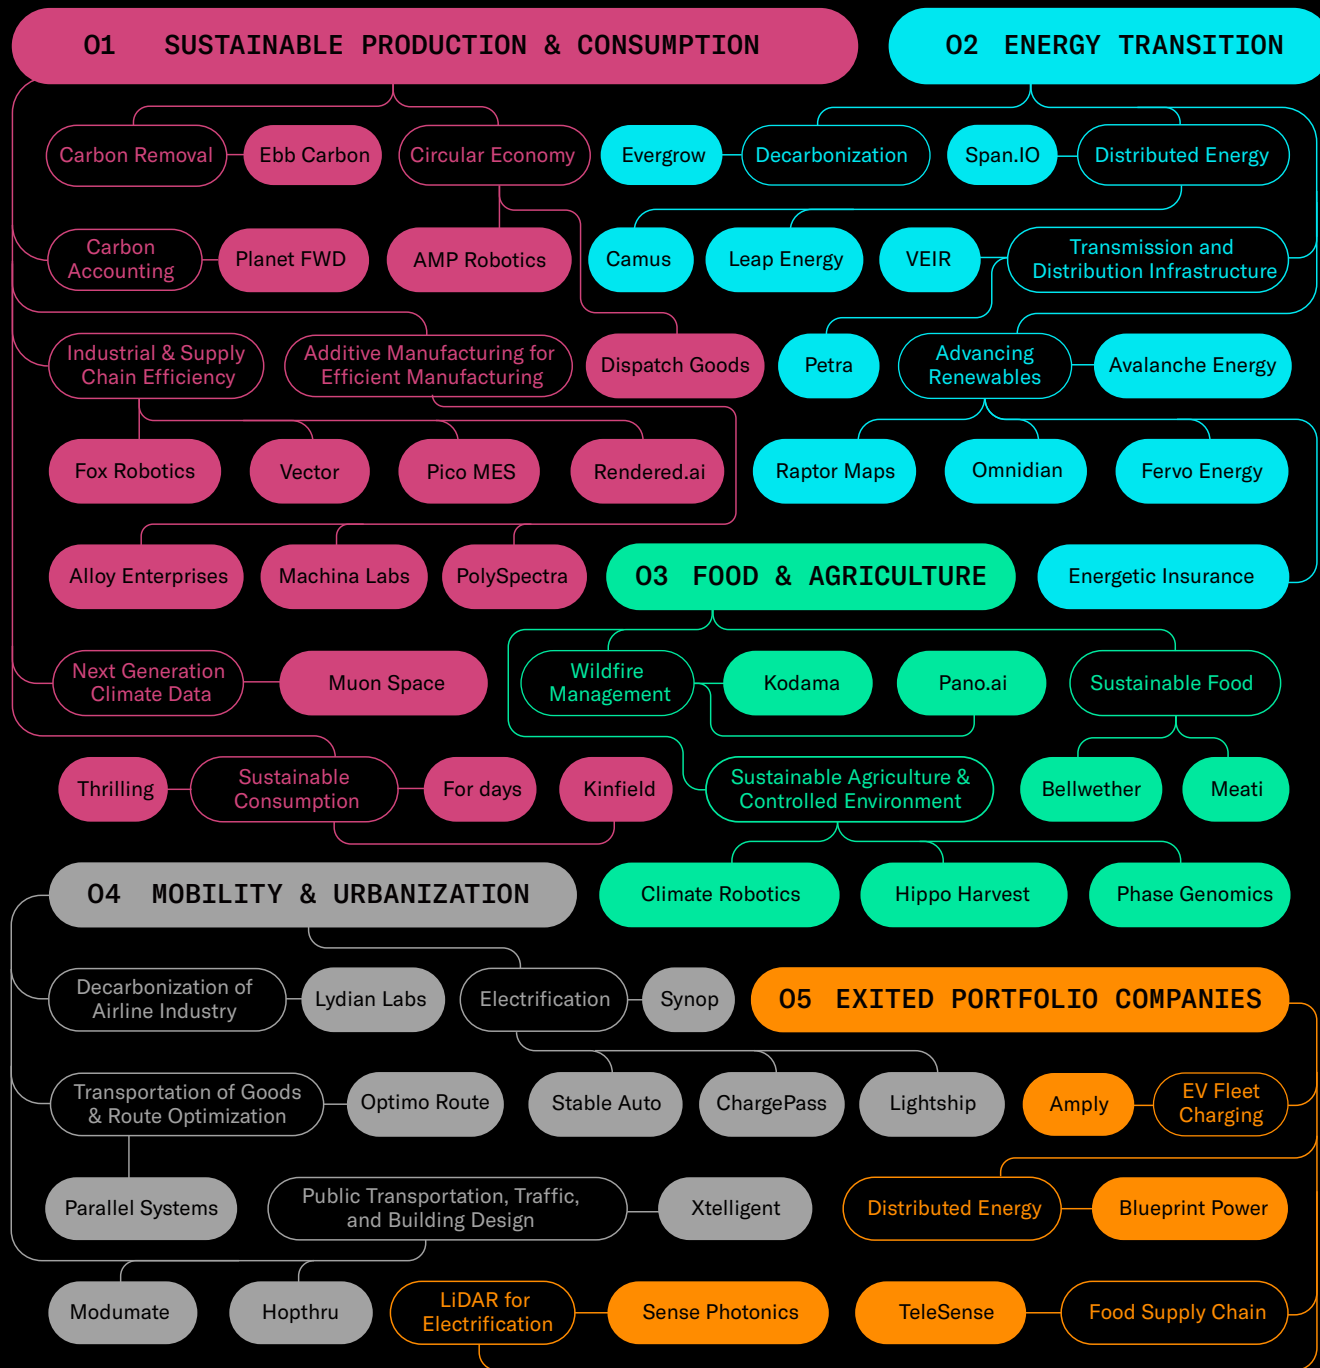 01 SUSTAINABLE PRODUCTION & CONSUMPTION
02 ENERGY TRANSITION
Carbon Removal
Ebb Carbon
Circular Economy
Evergrow
Decarbonization
Span.IO
Distributed Energy
Carbon
Accounting
Planet FWD
AMP Robotics
Camus
Leap Energy
VEIR
Transmission and
Distribution Infrastructure
Industrial & Supply
Chain Efficiency
Additive Manufacturing for
Efficient Manufacturing
Dispatch Goods
Petra
Advancing
Renewables
Avalanche Energy
Fox Robotics
Vector
Pico MES
Rendered.ai
Raptor Maps
Omnidian
Fervo Energy
Alloy Enterprises
Machina Labs
PolySpectra
03 FOOD & AGRICULTURE
Energetic Insurance
Next Generation
Climate Data
Muon Space
Wildfire
Management
Kodama
Pano.ai
Sustainable Food
Thrilling
Sustainable
Consumption
For days
Kinfield
Sustainable Agriculture &
Controlled Environment
Bellwether
Meati
04 MOBILITY & URBANIZATION
Climate Robotics
Hippo Harvest
Phase Genomics
Decarbonization of
Airline Industry
Lydian Labs
Electrification
Synop
05 EXITED PORTFOLIO COMPANIES
Transportation of Goods
& Route Optimization
Optimo Route
Stable Auto
ChargePass
Lightship
Amply
EV Fleet
Charging
Parallel Systems
Public Transportation, Traffic,
and Building Design
Xtelligent
Distributed Energy
Blueprint Power
Modumate
Hopthru
LiDAR for
Electrification
Sense Photonics
TeleSense
Food Supply Chain